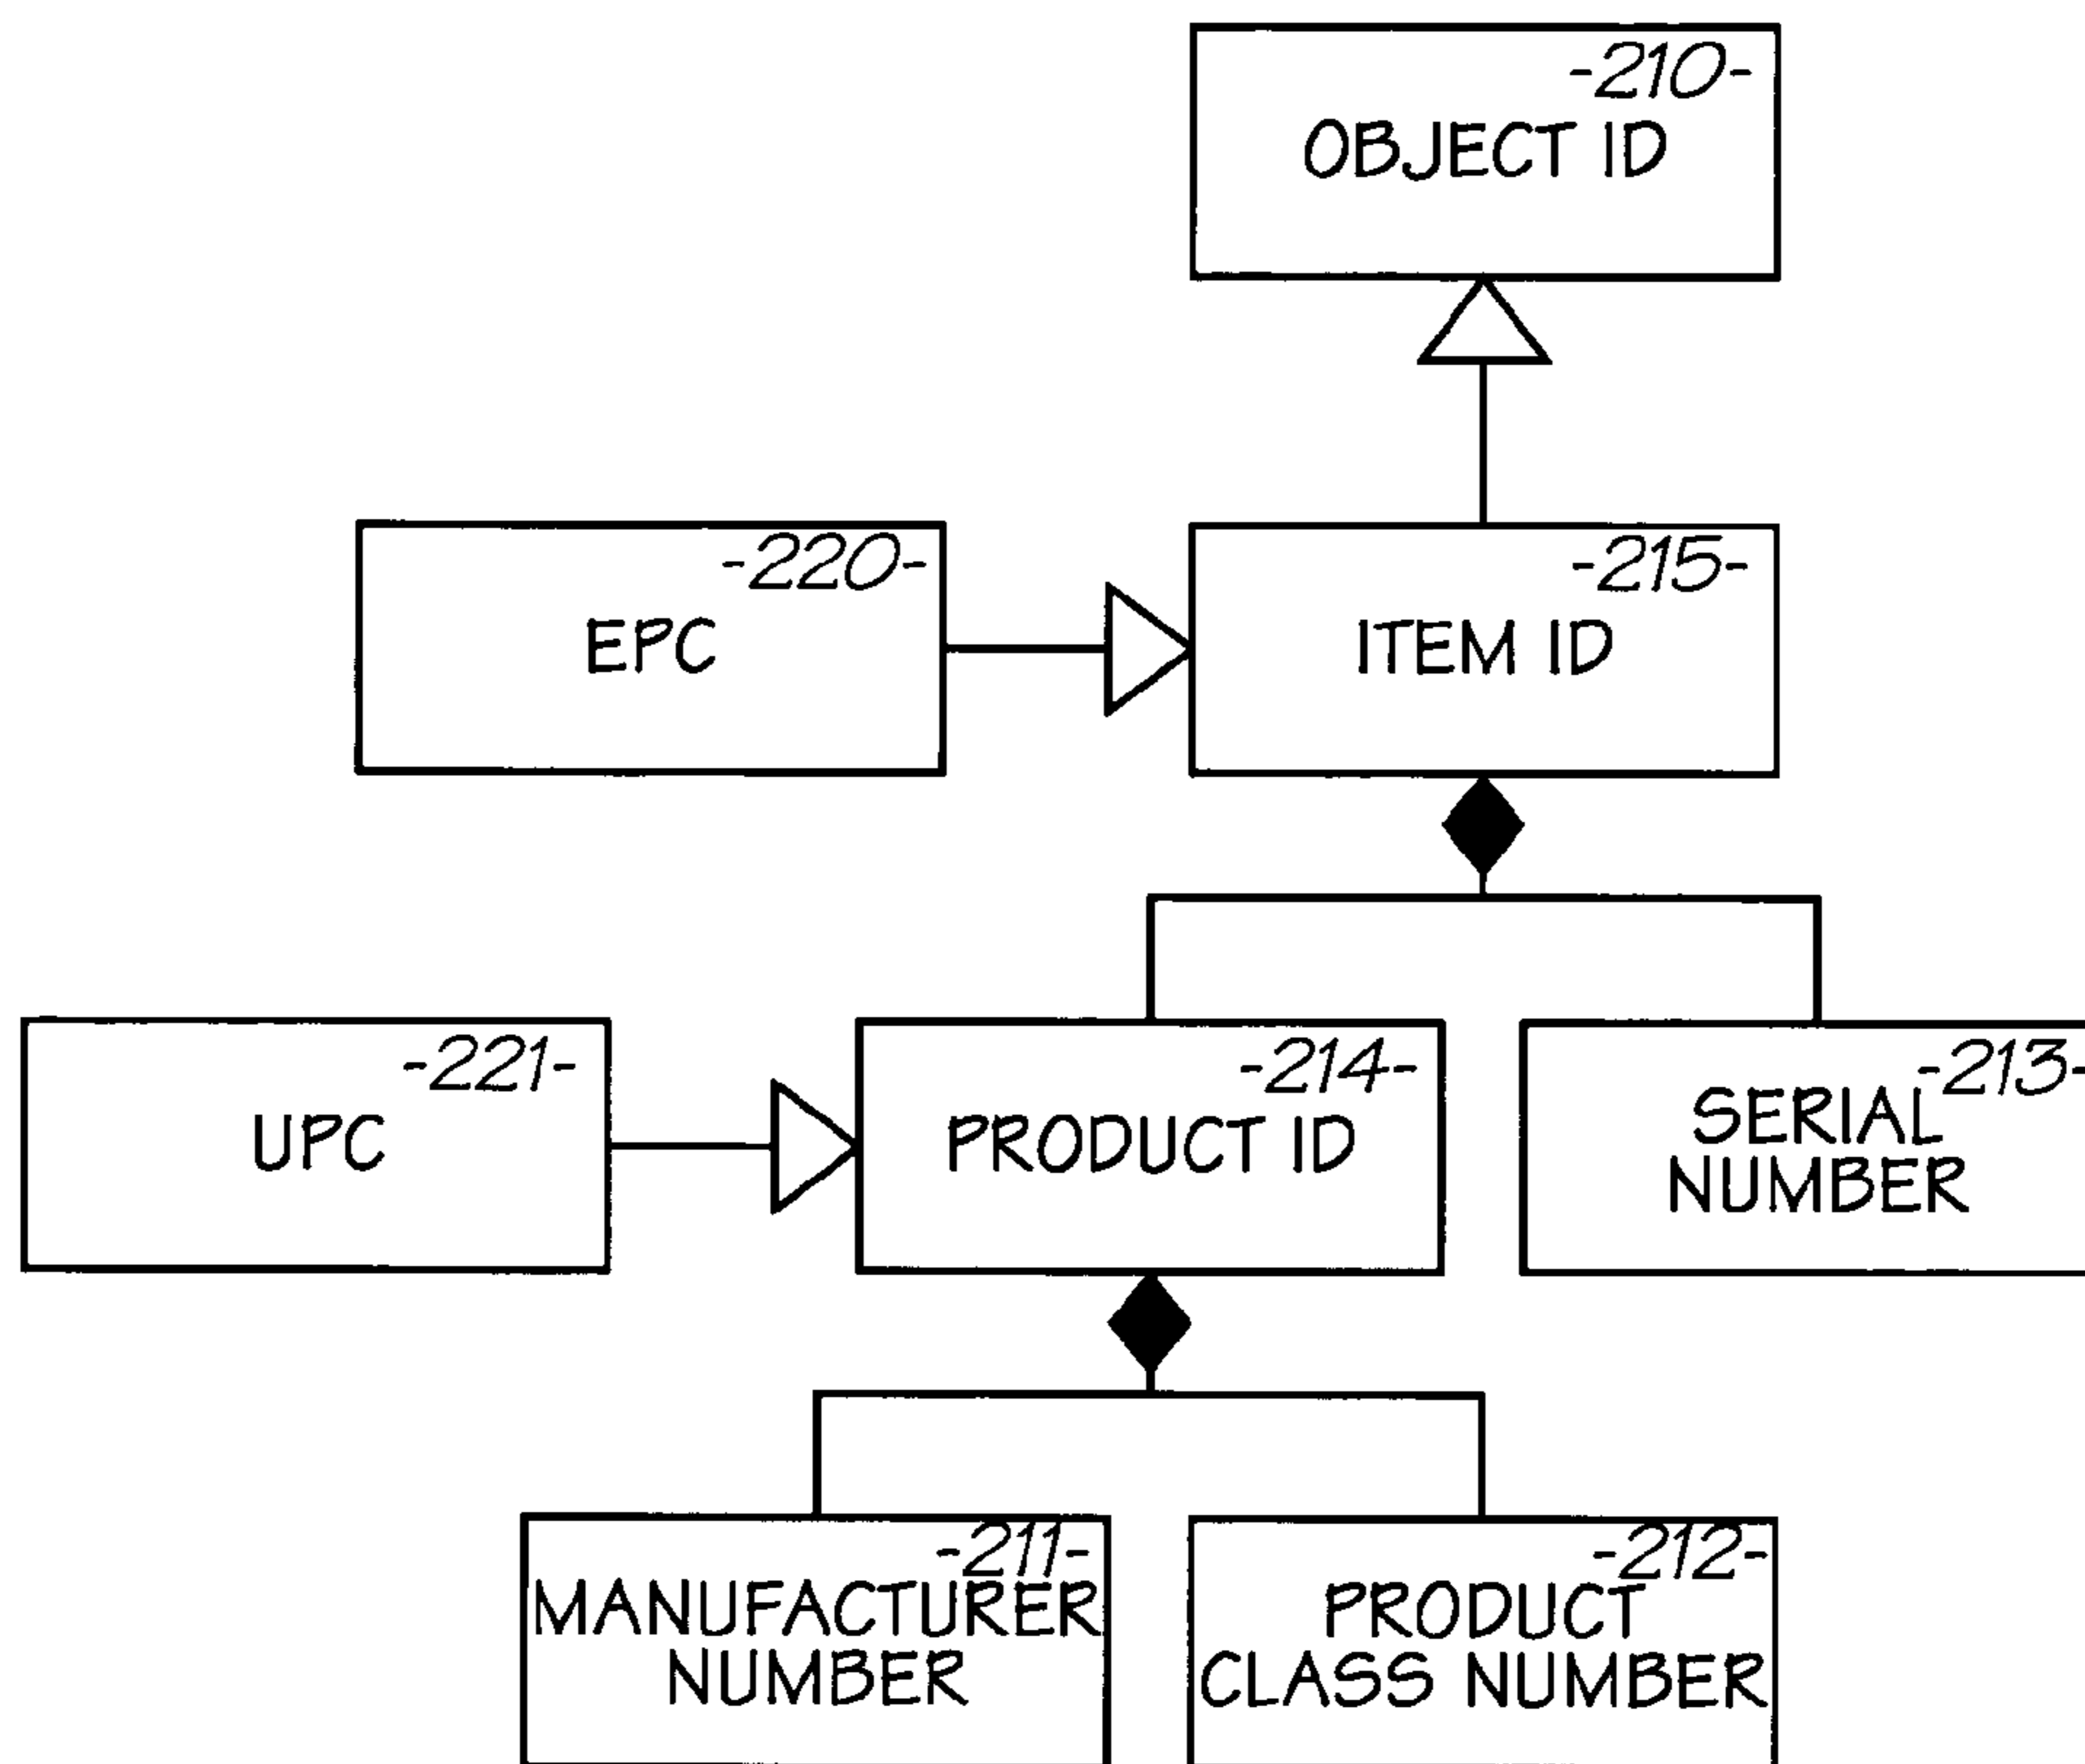 -210-
OBJECT ID
-220-
EPC
-215-
ITEM ID
-221-
UPC
-214-
PRODUCT ID
-213-
SERIAL
NUMBER
-211-
MANUFACTURER
NUMBER
-212-
PRODUCT
CLASS NUMBER